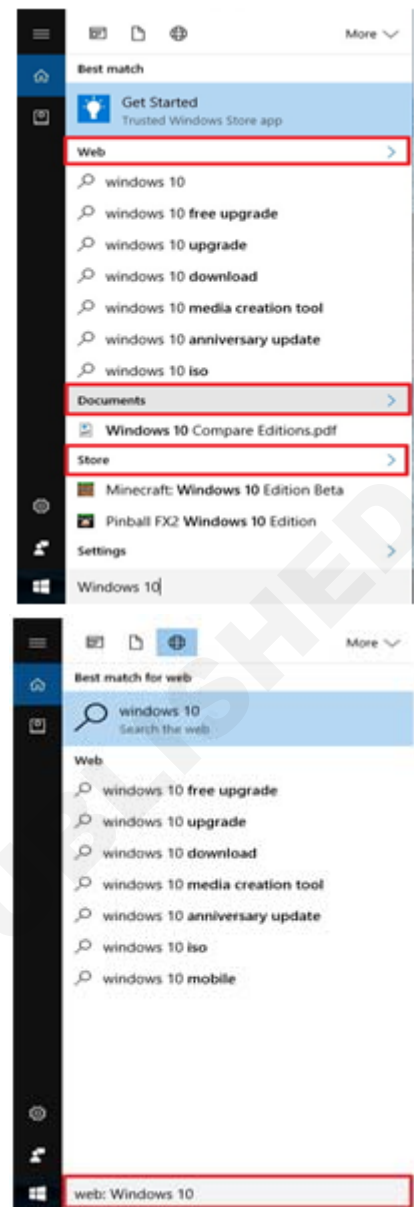 More
Best match
Get Started
Trusted Windows Store app
Web
windows 10
windows 10 free upgrade
windows 10 upgrade
windows 10 download
windows 10 media creation tool
windows 10 anniversary update
windows 10 iso
Documents
Windows 10 Compare Editions.pdf
Store
Minecraft: Windows 10 Edition Beta
Pinball FX2 Windows 10 Edition
Settings
Windows 10
More
Best match for web
windows 10
Search the web
Web
windows 10 free upgrade
windows 10 upgrade
windows 10 download
windows 10 media creation tool
windows 10 anniversary update
windows 10 iso
windows 10 mobile
web: Windows 10